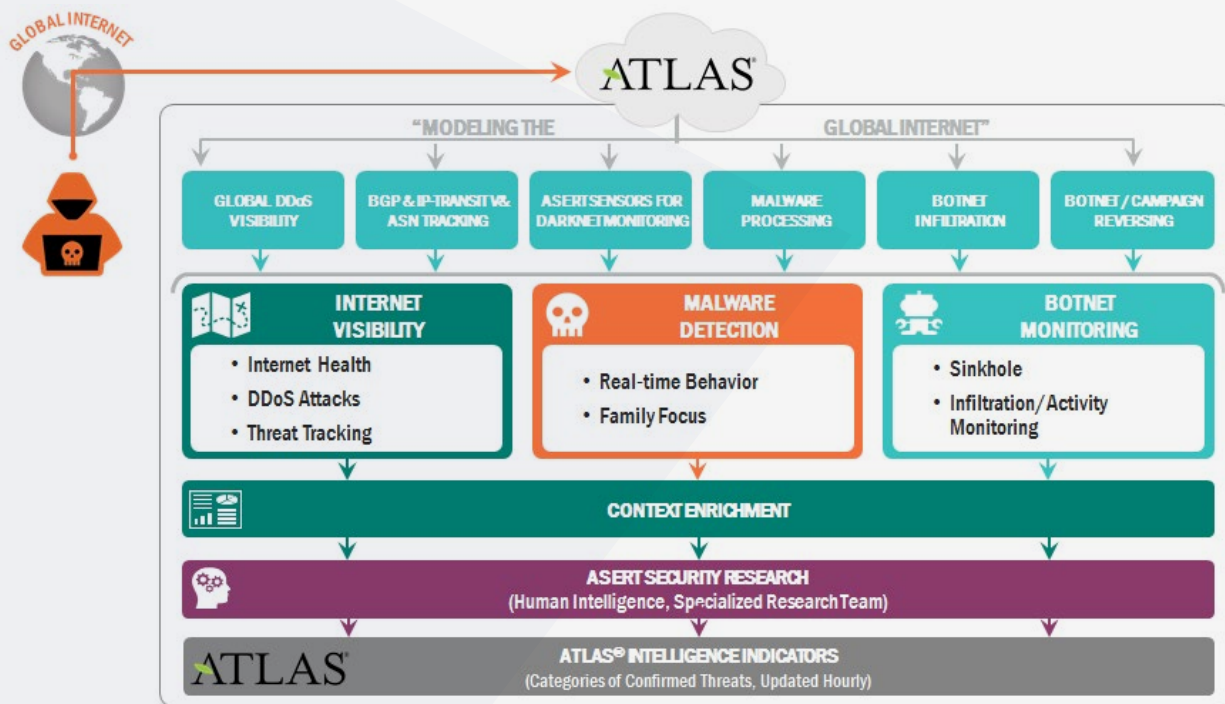 GLOBAL INTERNET
ATLAS®
"MODELING THE GLOBAL INTERNET"
GLOBAL DDoS
VISIBILITY
BGP & IP-TRANSIT V&
ASN TRACKING
ASERT SENSORS FOR
DARKNET MONITORING
MALWARE
PROCESSING
BOTNET
INFILTRATION
BOTNET / CAMPAIGN
REVERSING
INTERNET
VISIBILITY
• Internet Health
• DDoS Attacks
• Threat Tracking
MALWARE
DETECTION
• Real-time Behavior
• Family Focus
BOTNET
MONITORING
• Sinkhole
• Infiltration/Activity
Monitoring
CONTEXT ENRICHMENT
ASERT SECURITY RESEARCH
(Human Intelligence, Specialized Research Team)
ATLAS®
ATLAS® INTELLIGENCE INDICATORS
(Categories of Confirmed Threats, Updated Hourly)